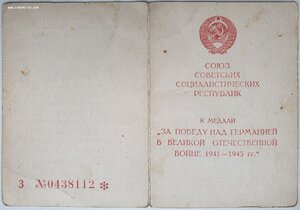 З №0438112 *
СОЮЗ
СОВЕТСКИХ
СОЦИАЛИСТИЧЕСКИХ
РЕСПУБЛИК
К МЕДАЛИ
„ЗА ПОБЕДУ НАД ГЕРМАНИЕЙ
В ВЕЛИКОЙ ОТЕЧЕСТВЕННОЙ
ВОЙНЕ 1941—1945 гг.“